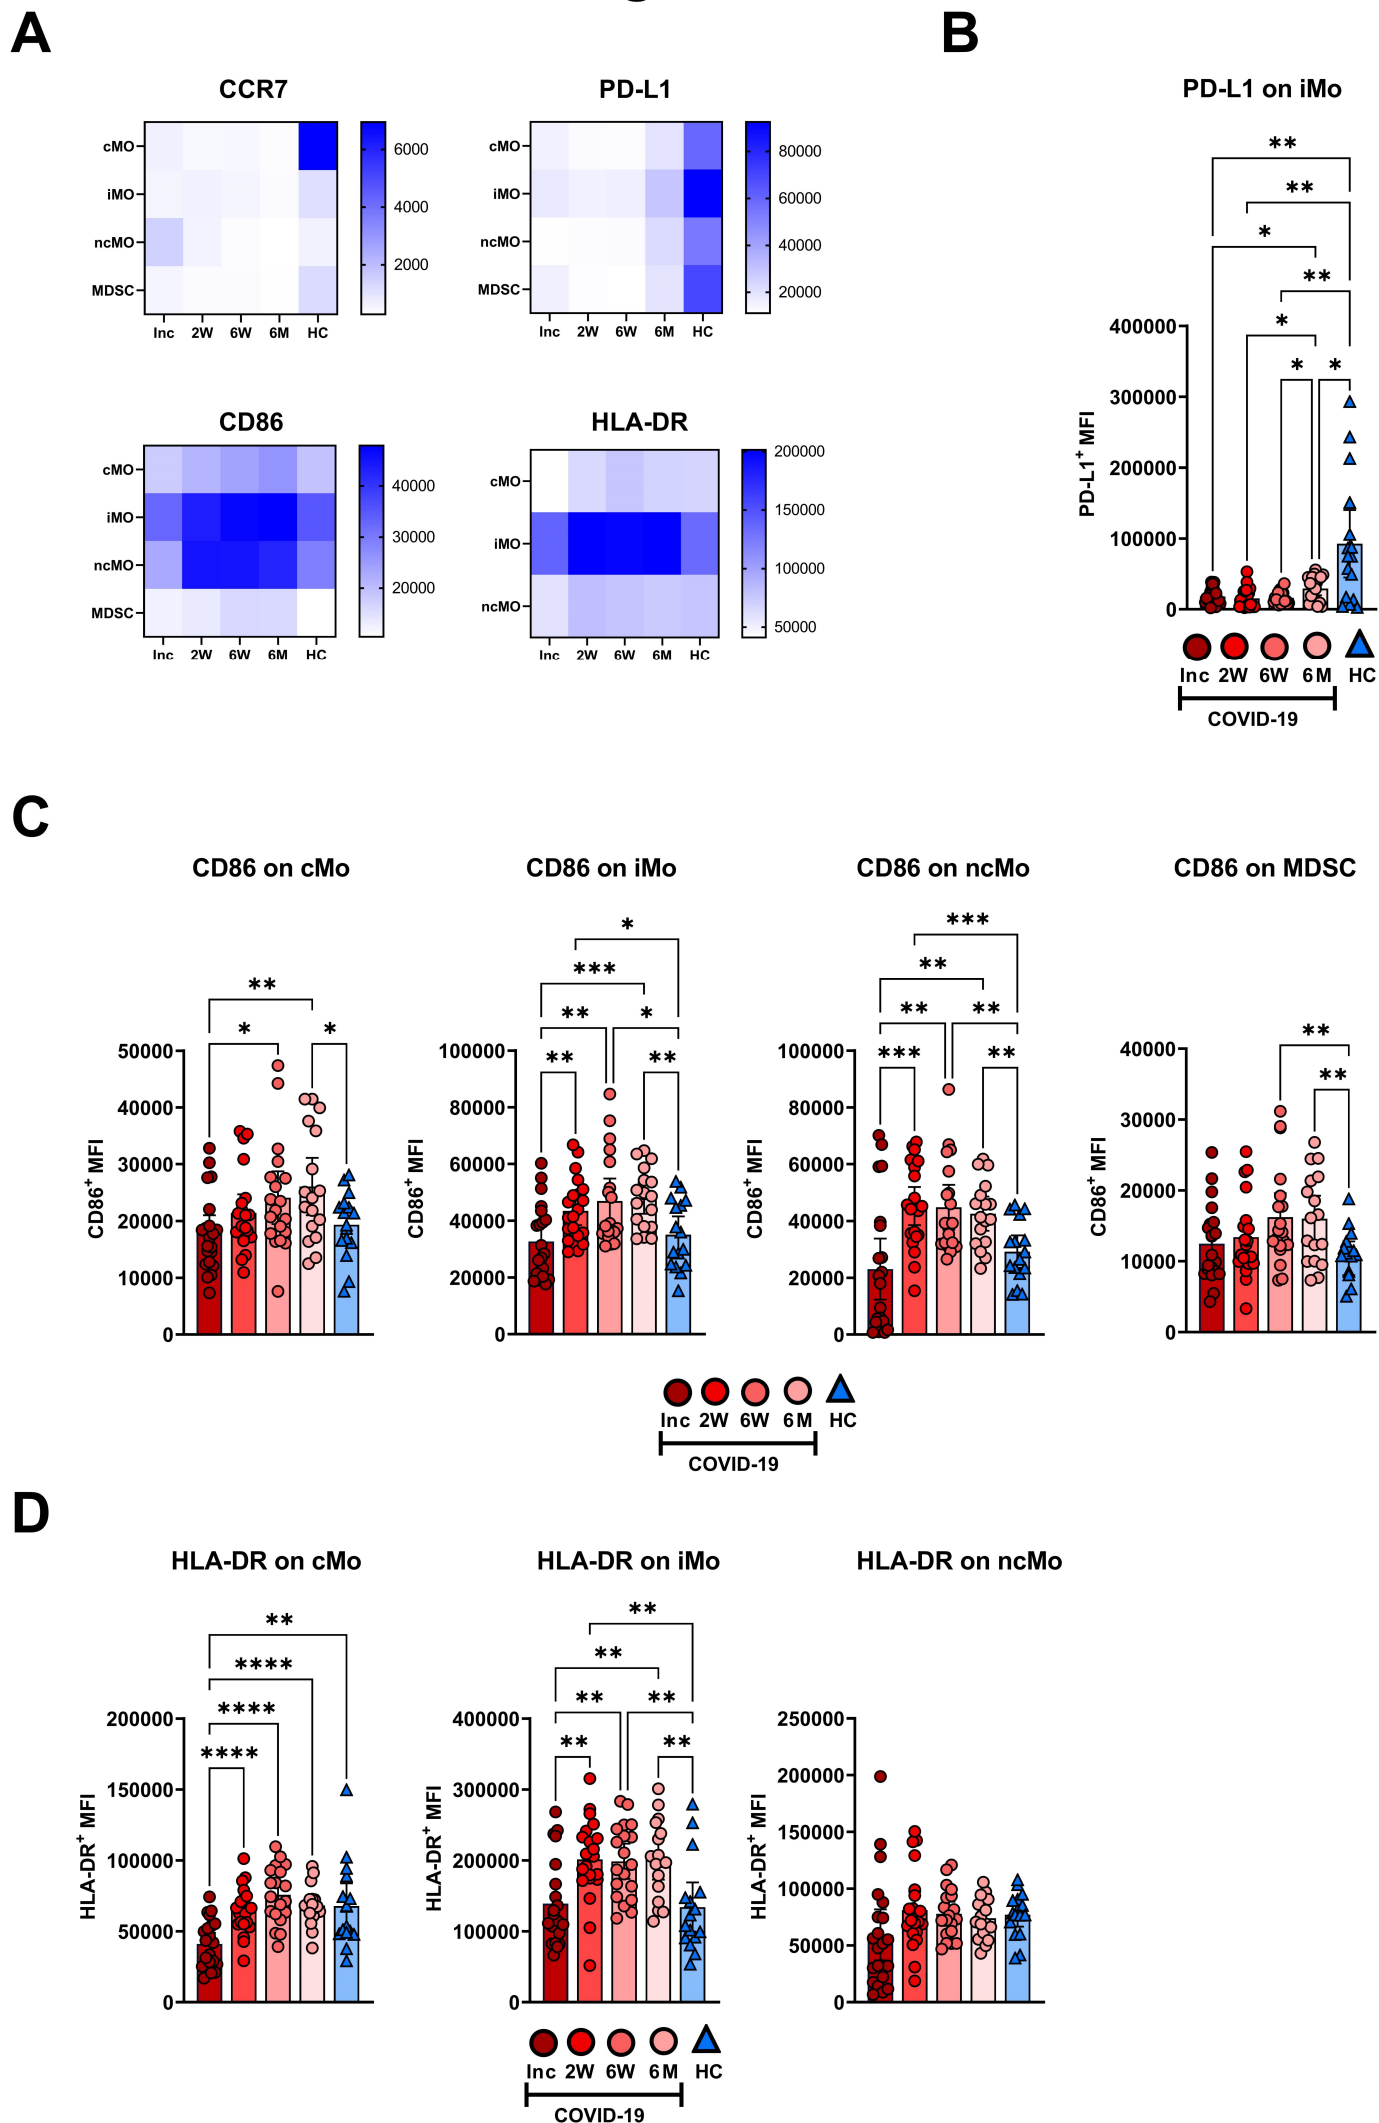 A
B
CCR7
cMO
iMO
ncMO
MDSC
Inc 2W 6W 6M HC
6000
4000
2000
PD-L1
cMO
iMO
ncMO
MDSC
Inc 2W 6W 6M HC
80000
60000
40000
20000
CD86
cMO
iMO
ncMO
MDSC
Inc 2W 6W 6M HC
40000
30000
20000
HLA-DR
cMO
iMO
ncMO
Inc 2W 6W 6M HC
200000
150000
100000
50000
PD-L1 on iMo
**
**
*
**
*
* *
PD-L1+ MFI
400000
300000
200000
100000
0
Inc 2W 6W 6M HC
COVID-19
C
CD86 on cMo
**
* *
CD86+ MFI
50000
40000
30000
20000
10000
0
CD86 on iMo
*
***
** *
** **
CD86+ MFI
100000
80000
60000
40000
20000
0
CD86 on ncMo
***
**
** **
*** **
CD86+ MFI
100000
80000
60000
40000
20000
0
CD86 on MDSC
**
**
CD86+ MFI
40000
30000
20000
10000
0
Inc 2W 6W 6M HC
COVID-19
D
HLA-DR on cMo
**
****
****
****
HLA-DR+ MFI
200000
150000
100000
50000
0
HLA-DR on iMo
**
**
** **
** **
HLA-DR+ MFI
400000
300000
200000
100000
0
HLA-DR on ncMo
HLA-DR+ MFI
250000
200000
150000
100000
50000
0
Inc 2W 6W 6M HC
COVID-19